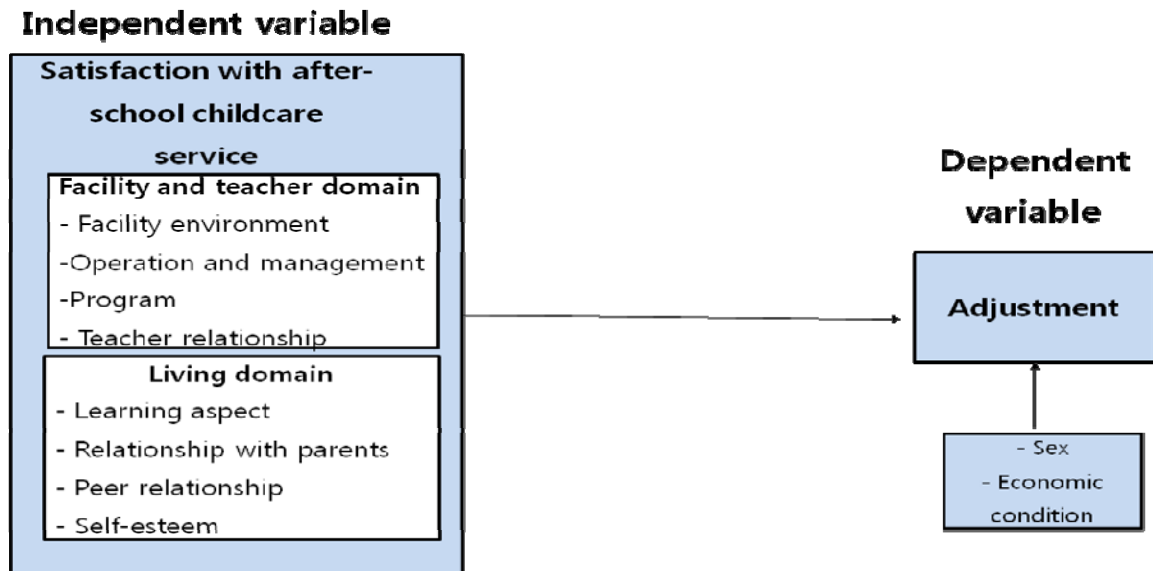 Independent variable
Satisfaction with after-
school childcare
service
Facility and teacher domain
- Facility environment
-Operation and management
-Program
- Teacher relationship
Living domain
- Learning aspect
- Relationship with parents
- Peer relationship
- Self-esteem
Dependent
variable
Adjustment
- Sex
- Economic
condition